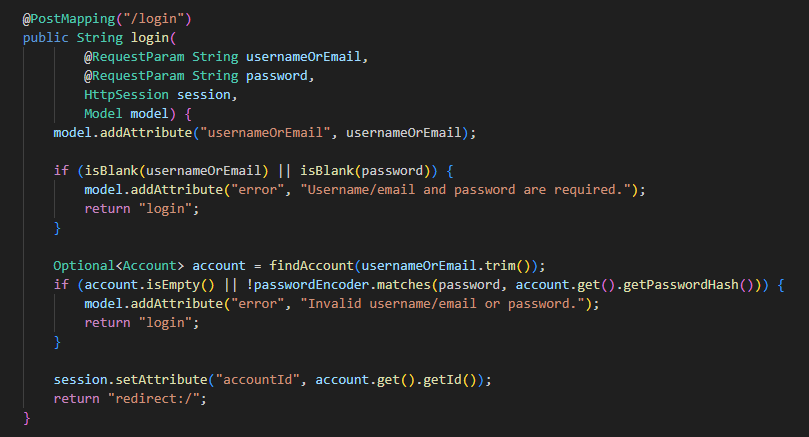 @PostMapping("/login")
public String login(
        @RequestParam String usernameOrEmail,
        @RequestParam String password,
        HttpSession session,
        Model model) {
    model.addAttribute("usernameOrEmail", usernameOrEmail);

    if (isBlank(usernameOrEmail) || isBlank(password)) {
        model.addAttribute("error", "Username/email and password are required.");
        return "login";
    }

    Optional<Account> account = findAccount(usernameOrEmail.trim());
    if (account.isEmpty() || !passwordEncoder.matches(password, account.get().getPasswordHash())) {
        model.addAttribute("error", "Invalid username/email or password.");
        return "login";
    }

    session.setAttribute("accountId", account.get().getId());
    return "redirect:/";
}